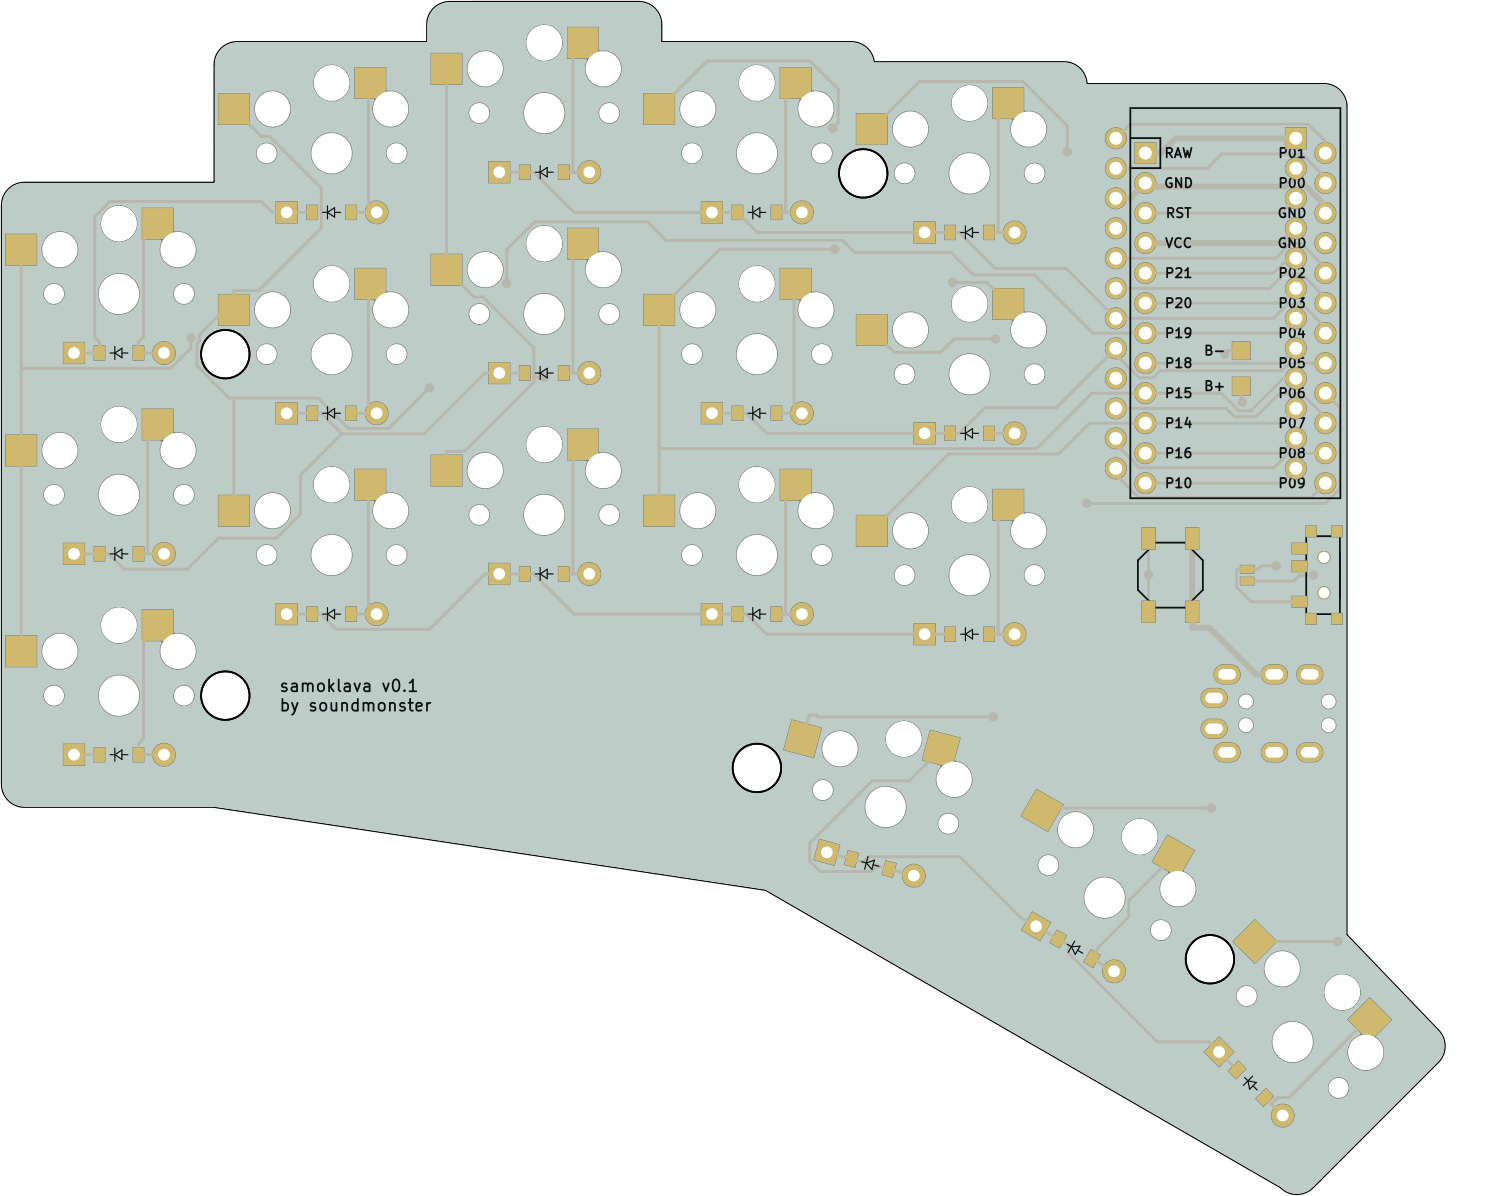 RAW P01
GND P00
RST GND
VCC GND
P21 P02
P20 P03
P19 P04
B-
P18 P05
B+
P15 P06
P14 P07
P16 P08
P10 P09
samoklava v0.1
by soundmonster